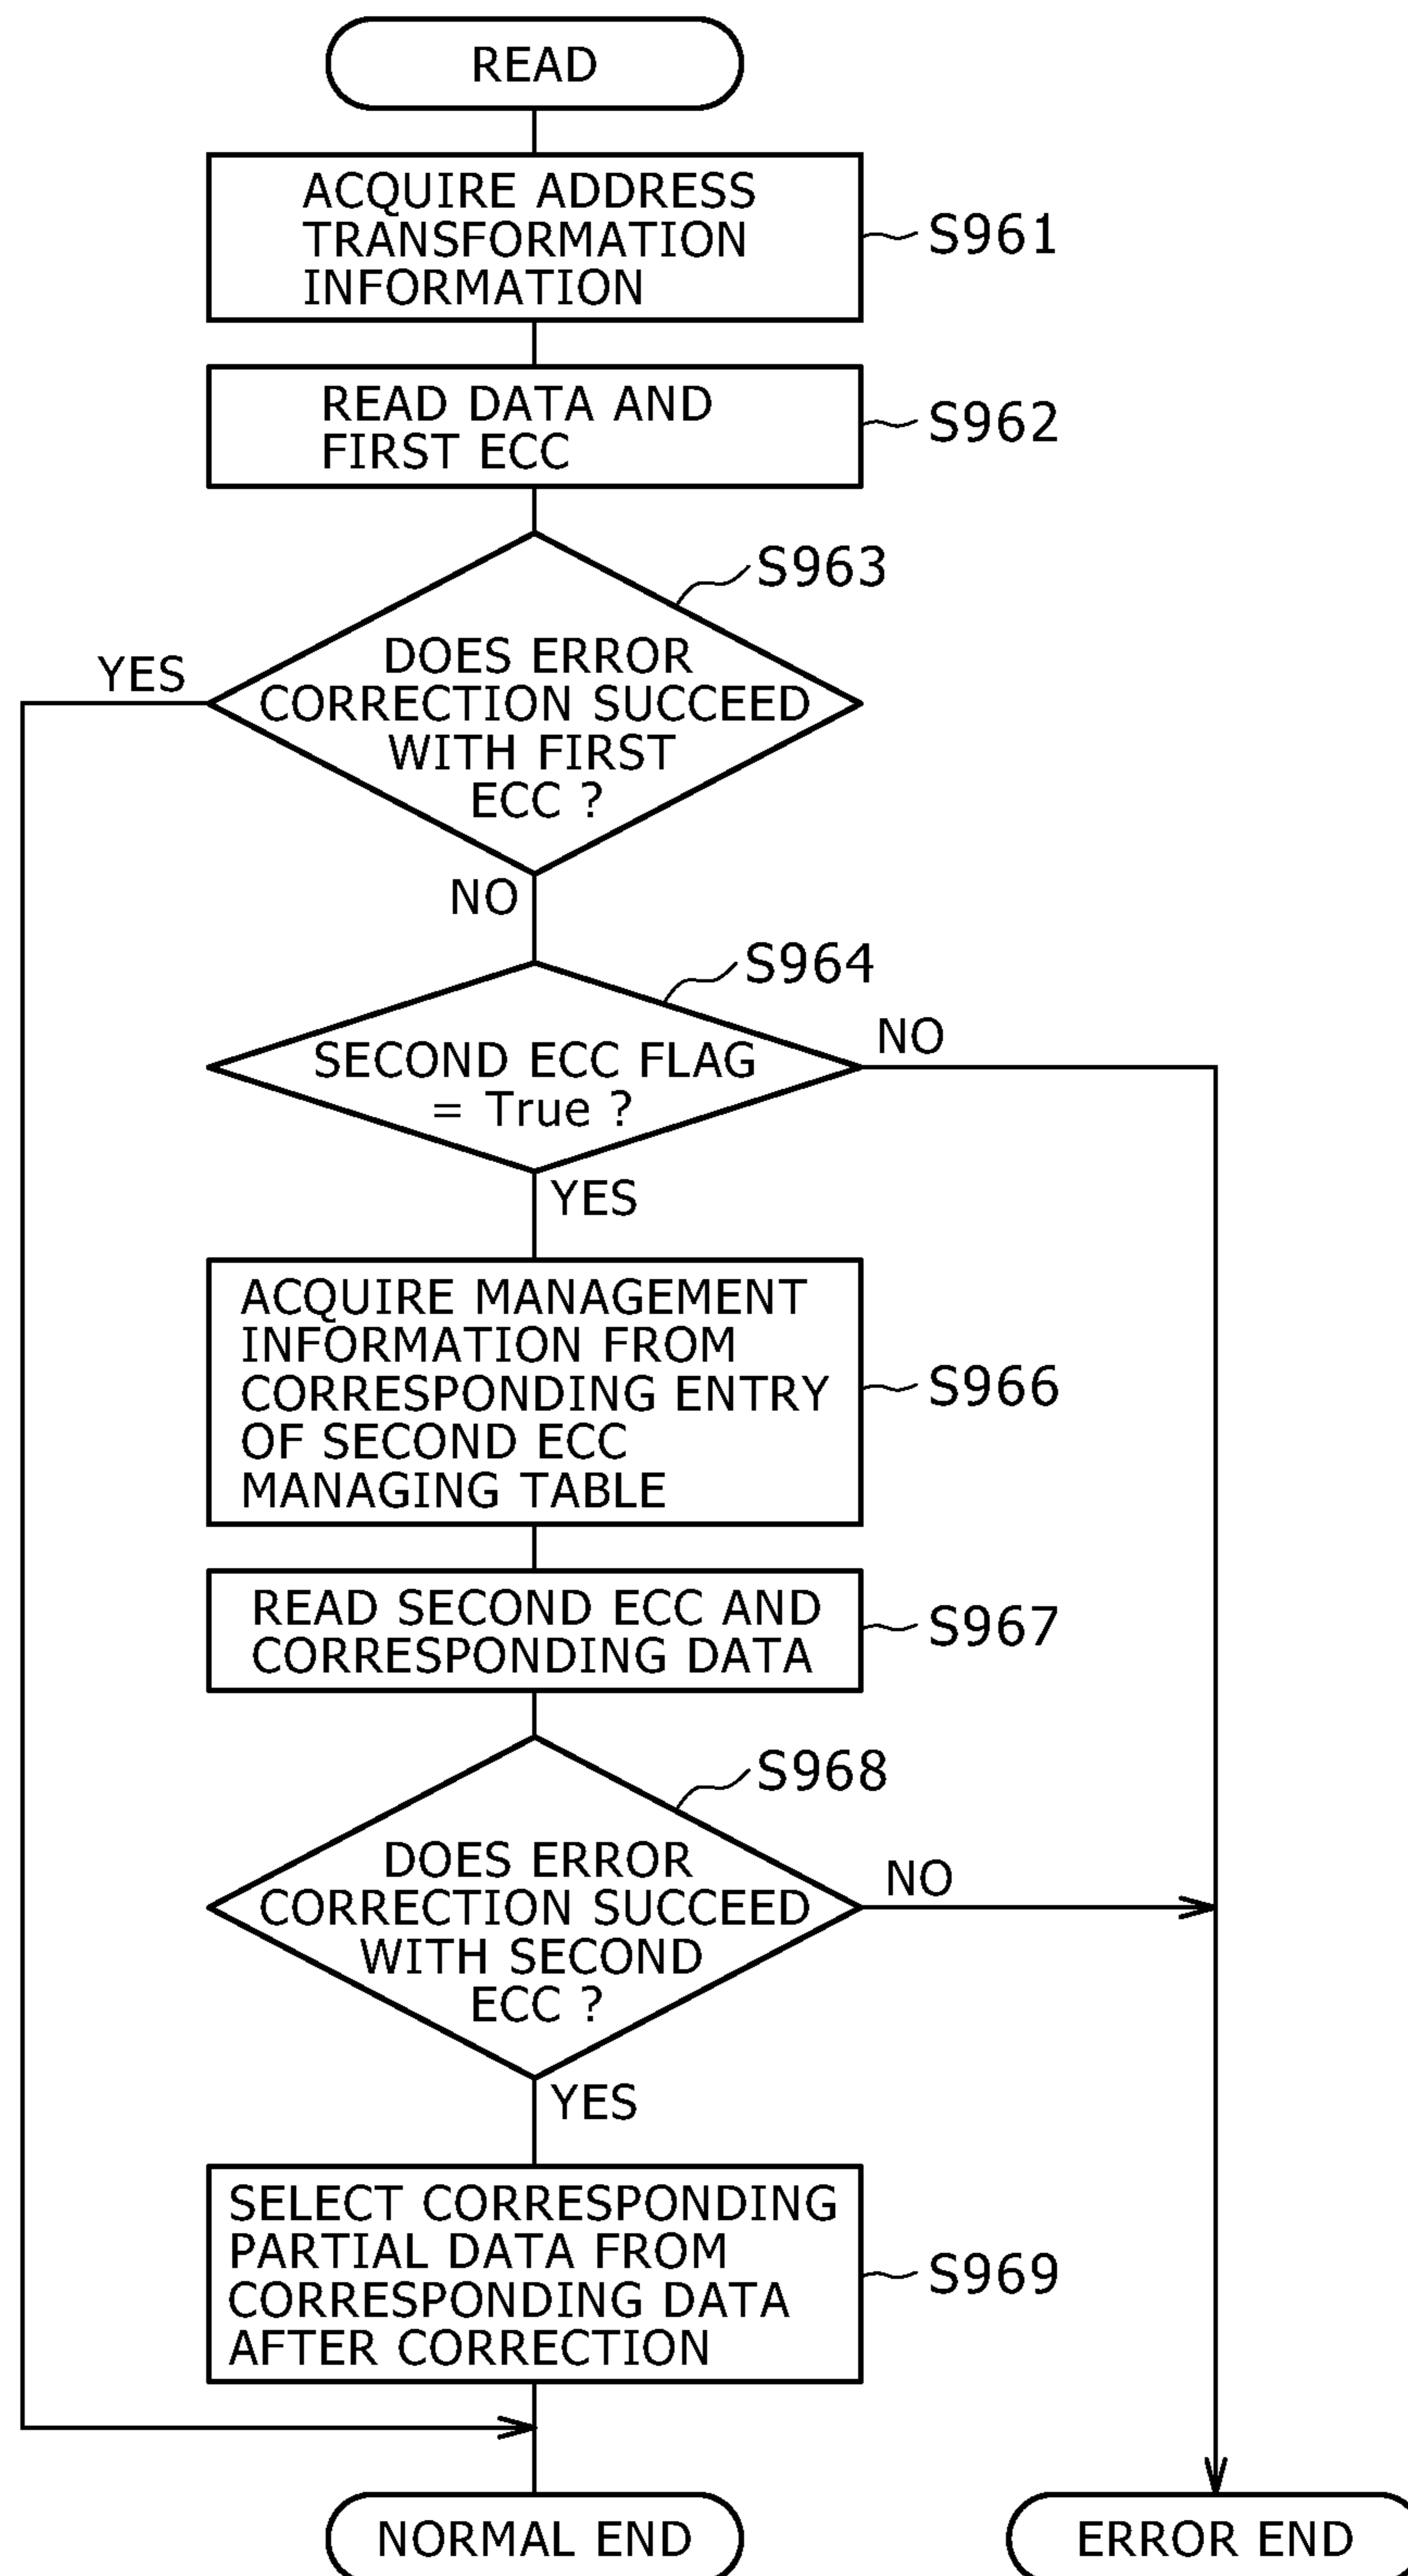 READ
ACQUIRE ADDRESS
TRANSFORMATION
INFORMATION
S961
READ DATA AND
FIRST ECC
S962
S963
DOES ERROR
CORRECTION SUCCEED
WITH FIRST
ECC ?
YES
NO
S964
SECOND ECC FLAG
= True ?
NO
YES
ACQUIRE MANAGEMENT
INFORMATION FROM
CORRESPONDING ENTRY
OF SECOND ECC
MANAGING TABLE
S966
READ SECOND ECC AND
CORRESPONDING DATA
S967
S968
DOES ERROR
CORRECTION SUCCEED
WITH SECOND
ECC ?
NO
YES
SELECT CORRESPONDING
PARTIAL DATA FROM
CORRESPONDING DATA
AFTER CORRECTION
S969
NORMAL END
ERROR END